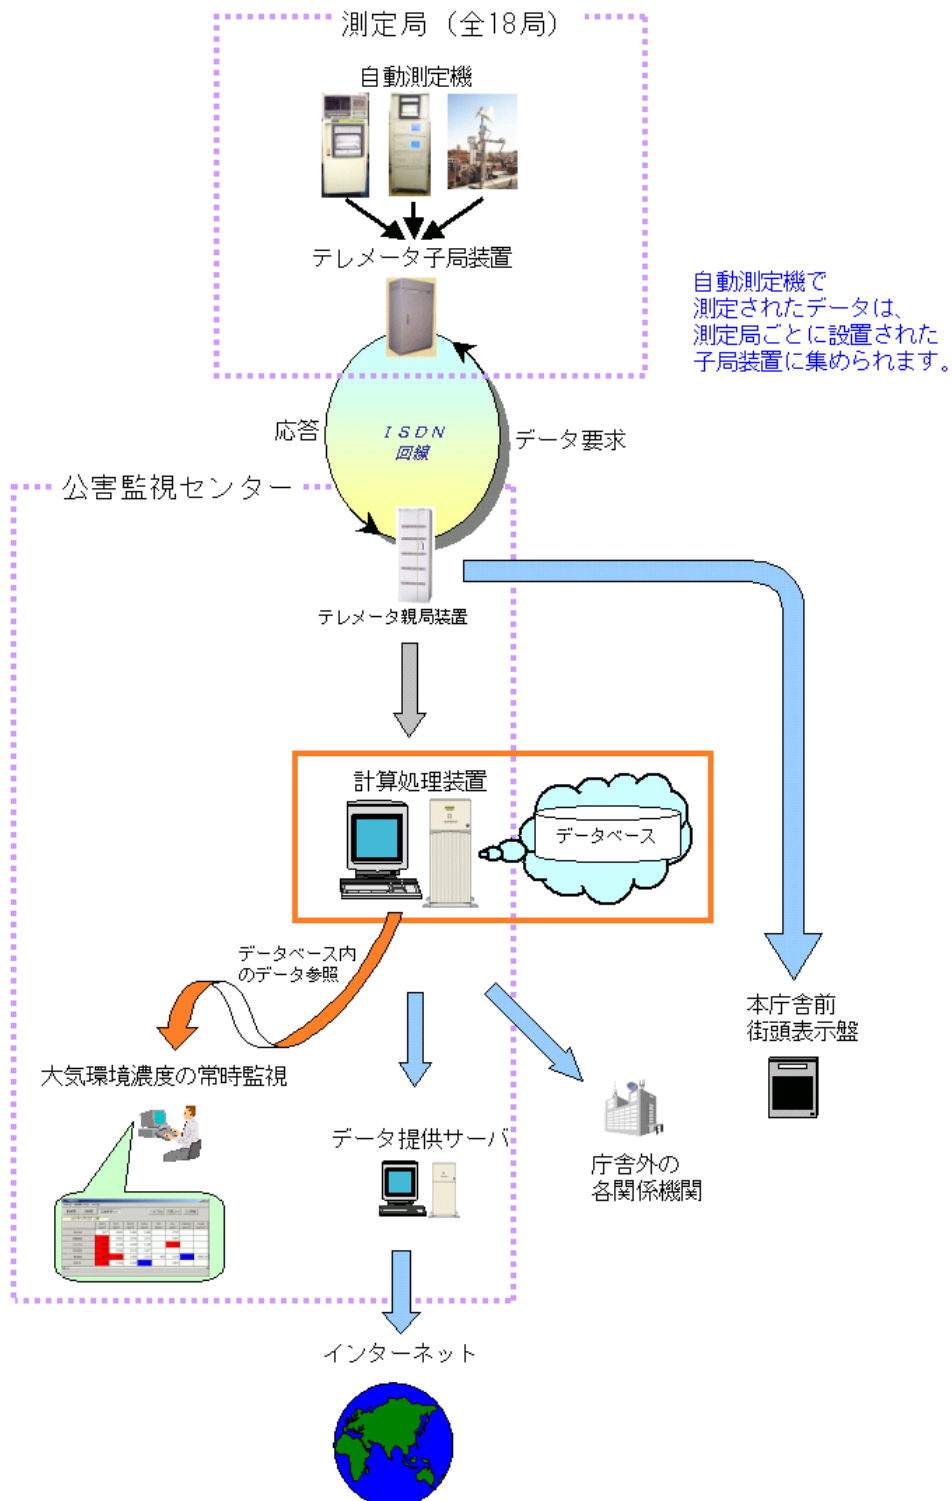 測定局（全18局）
自動測定機
テレメータ子局装置
自動測定機で
測定されたデータは、
測定局ごとに設置された
子局装置に集められます。
応答
ISDN
回線
データ要求
公害監視センター
テレメータ親局装置
計算処理装置
データベース
データベース内
のデータ参照
本庁舎前
街頭表示盤
大気環境濃度の常時監視
データ提供サーバ
庁舎外の
各関係機関
インターネット